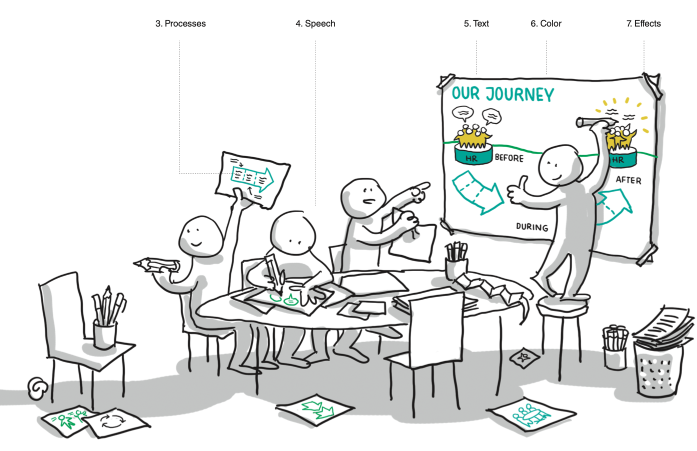 3. Processes
4. Speech
5. Text
6. Color
7. Effects
OUR JOURNEY
HR
BEFORE
HR
AFTER
DURING